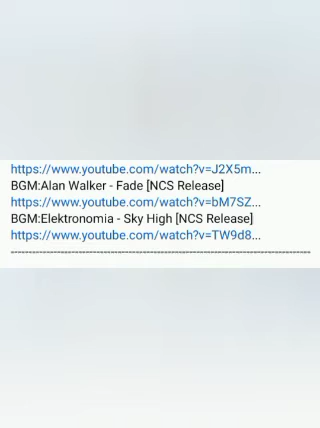 https://www.youtube.com/watch?v=J2X5m...
BGM:Alan Walker - Fade [NCS Release]
https://www.youtube.com/watch?v=bM7SZ...
BGM:Elektronomia - Sky High [NCS Release]
https://www.youtube.com/watch?v=TW9d8...